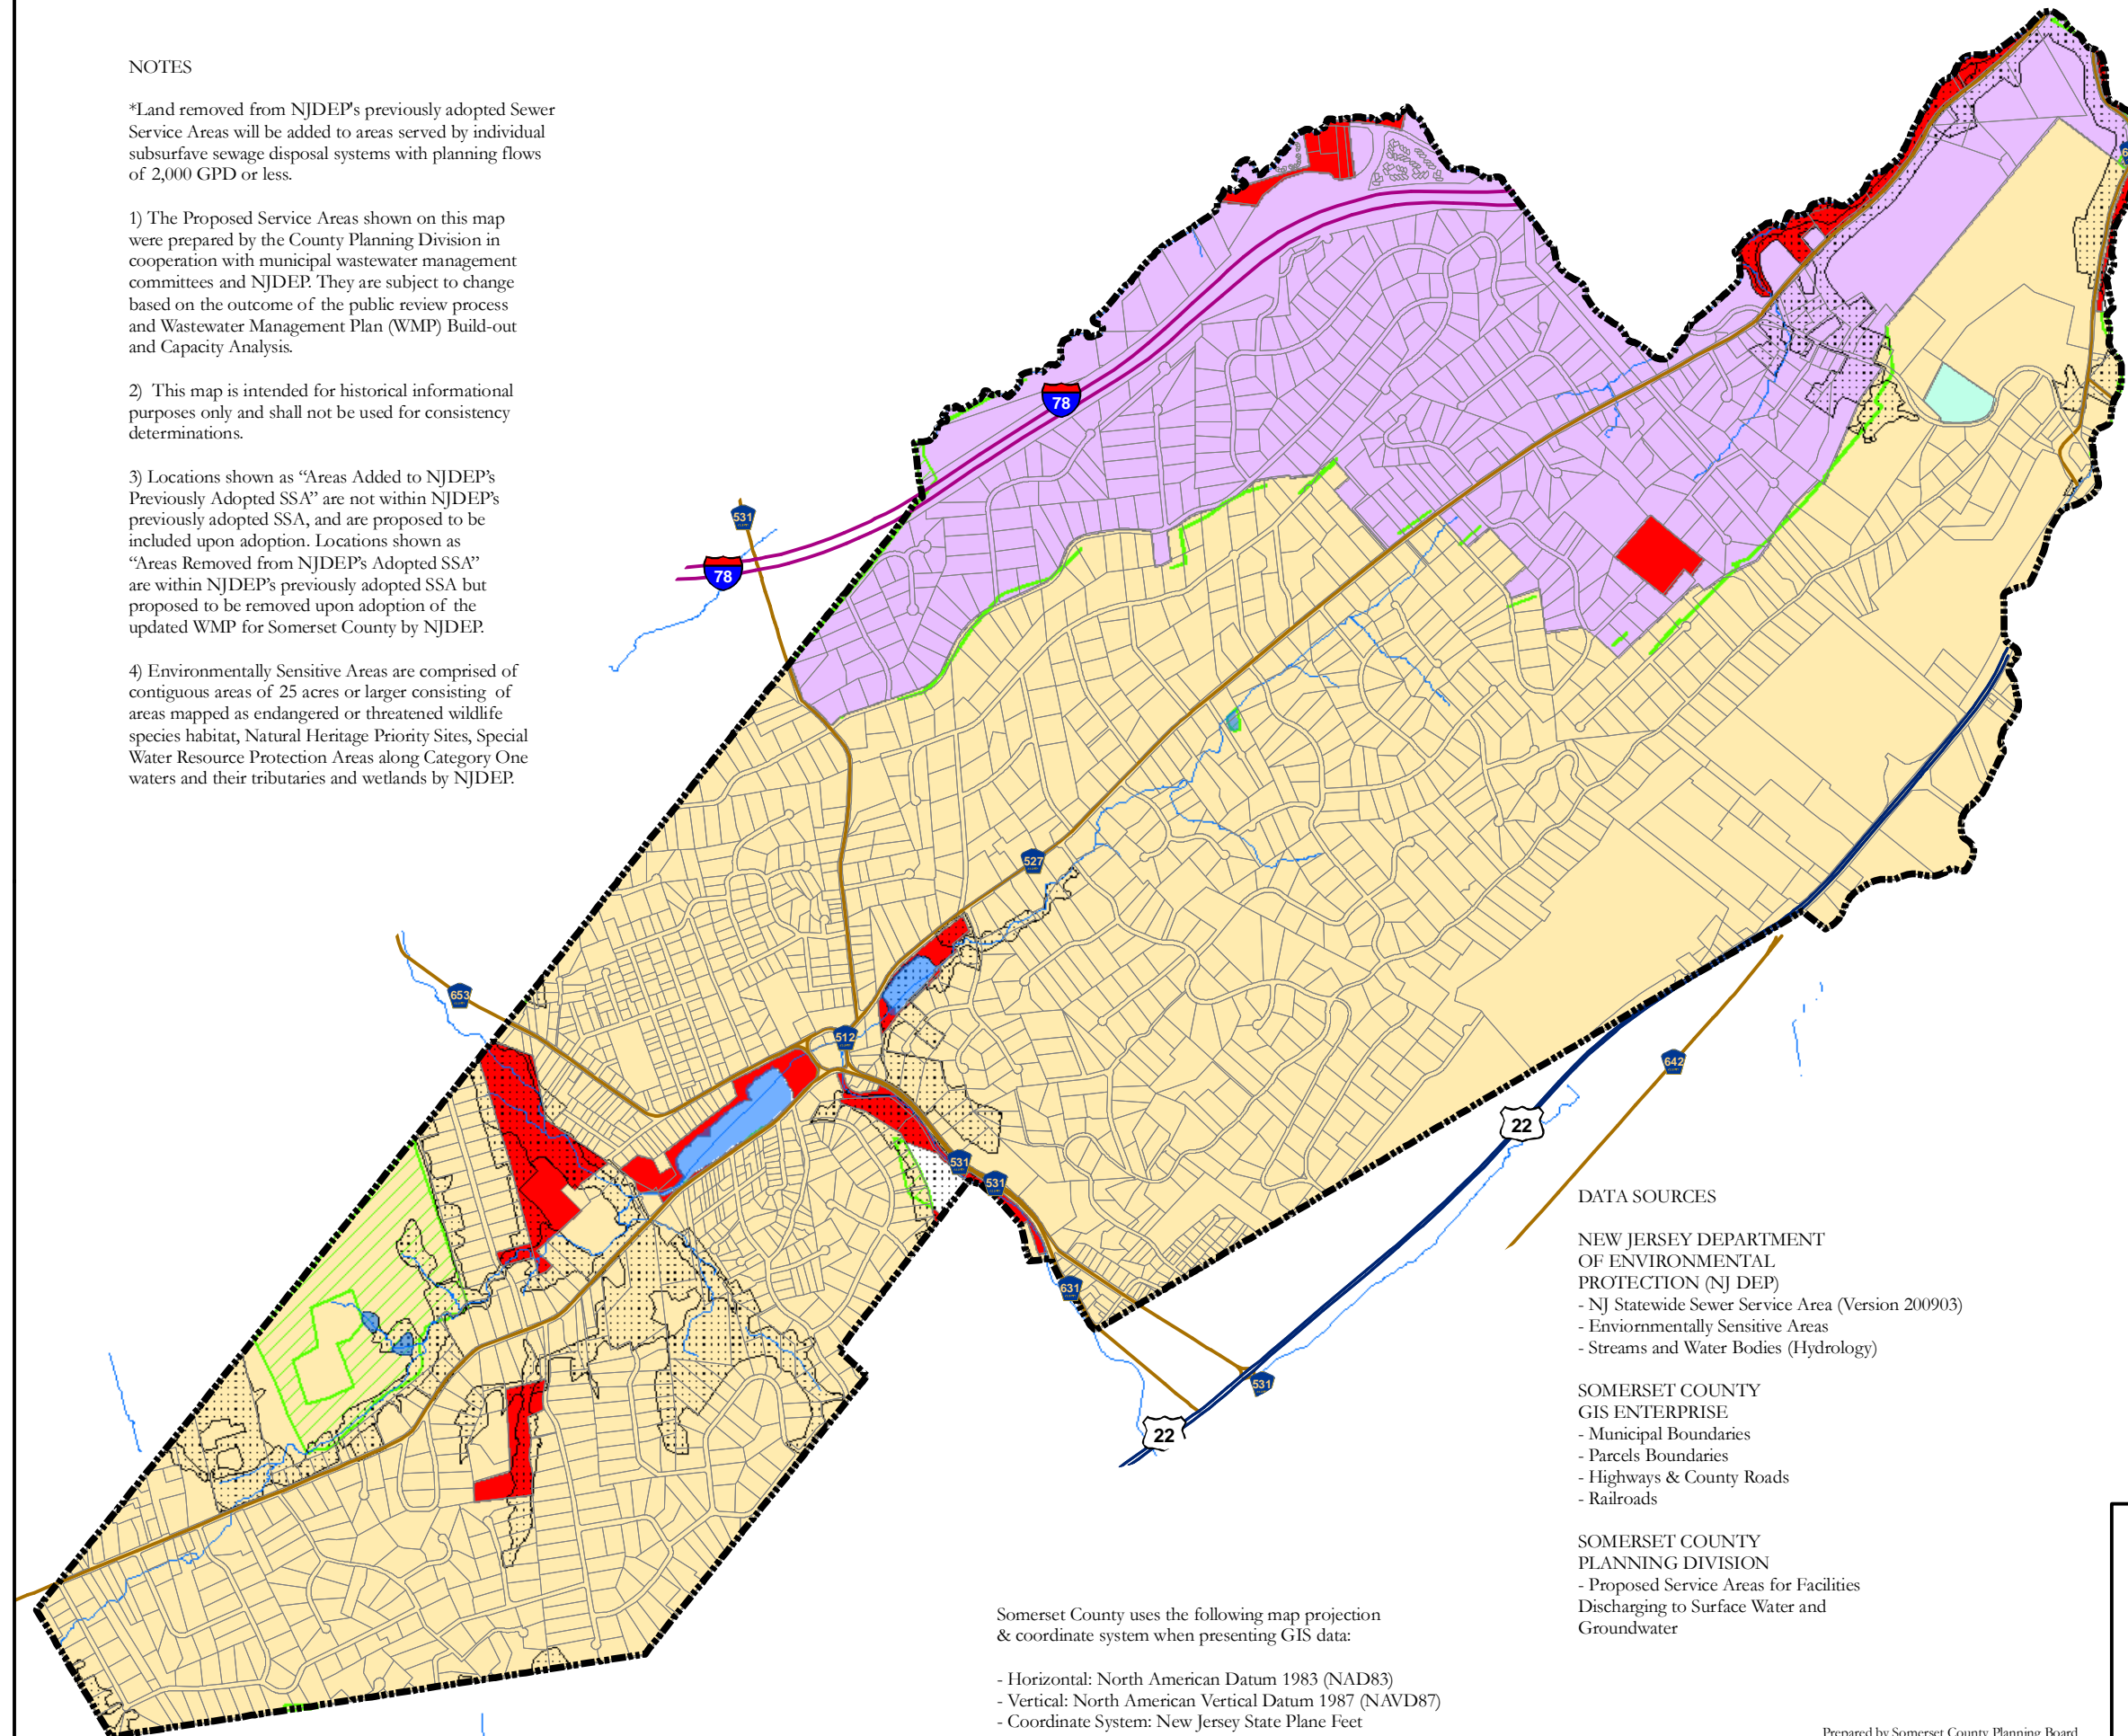 NOTES
*Land removed from NJDEP's previously adopted Sewer
Service Areas will be added to areas served by individual
subsurfave sewage disposal systems with planning flows
of 2,000 GPD or less.
1) The Proposed Service Areas shown on this map
were prepared by the County Planning Division in
cooperation with municipal wastewater management
committees and NJDEP. They are subject to change
based on the outcome of the public review process
and Wastewater Management Plan (WMP) Build-out
and Capacity Analysis.
2) This map is intended for historical informational
purposes only and shall not be used for consistency
determinations.
3) Locations shown as “Areas Added to NJDEP’s
Previously Adopted SSA” are not within NJDEP’s
previously adopted SSA, and are proposed to be
included upon adoption. Locations shown as
“Areas Removed from NJDEP’s Adopted SSA”
are within NJDEP’s previously adopted SSA but
proposed to be removed upon adoption of the
updated WMP for Somerset County by NJDEP.
4) Environmentally Sensitive Areas are comprised of
contiguous areas of 25 acres or larger consisting of
areas mapped as endangered or threatened wildlife
species habitat, Natural Heritage Priority Sites, Special
Water Resource Protection Areas along Category One
waters and their tributaries and wetlands by NJDEP.
78
531
78
527
653
512
642
22
531
531
631
531
22
DATA SOURCES
NEW JERSEY DEPARTMENT
OF ENVIRONMENTAL
PROTECTION (NJ DEP)
- NJ Statewide Sewer Service Area (Version 200903)
- Enviornmentally Sensitive Areas
- Streams and Water Bodies (Hydrology)
SOMERSET COUNTY
GIS ENTERPRISE
- Municipal Boundaries
- Parcels Boundaries
- Highways & County Roads
- Railroads
SOMERSET COUNTY
PLANNING DIVISION
- Proposed Service Areas for Facilities
Discharging to Surface Water and
Groundwater
Somerset County uses the following map projection
& coordinate system when presenting GIS data:
- Horizontal: North American Datum 1983 (NAD83)
- Vertical: North American Vertical Datum 1987 (NAVD87)
- Coordinate System: New Jersey State Plane Feet
Prepared by Somerset County Planning Board